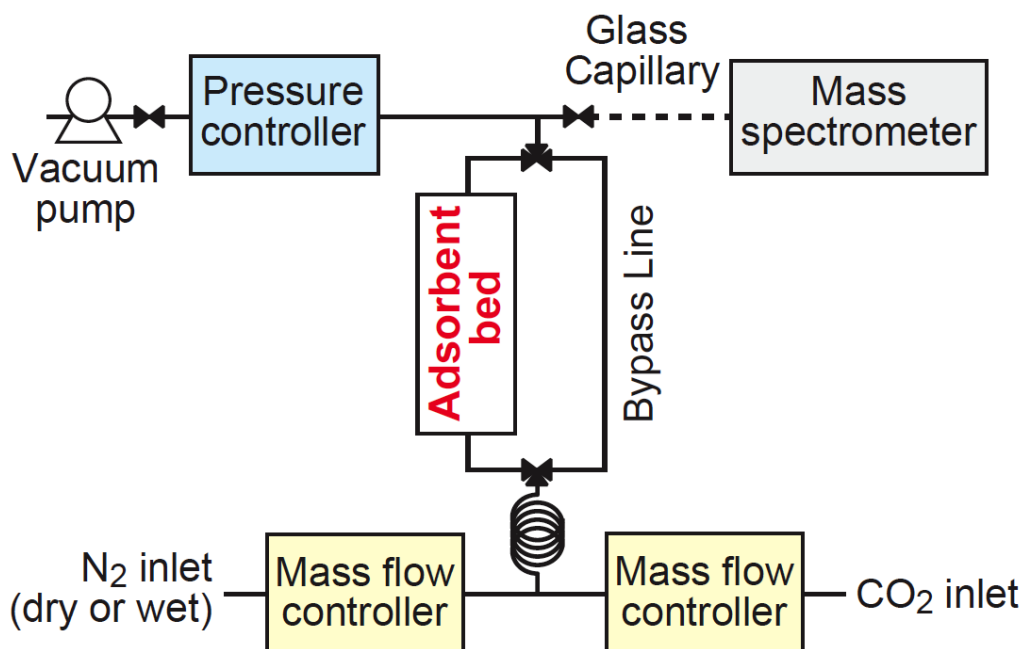 Glass
Capillary
Pressure
controller
Mass
spectrometer
Vacuum
pump
Adsorbent
bed
Bypass Line
N₂ inlet
(dry or wet)
Mass flow
controller
Mass flow
controller
CO₂ inlet